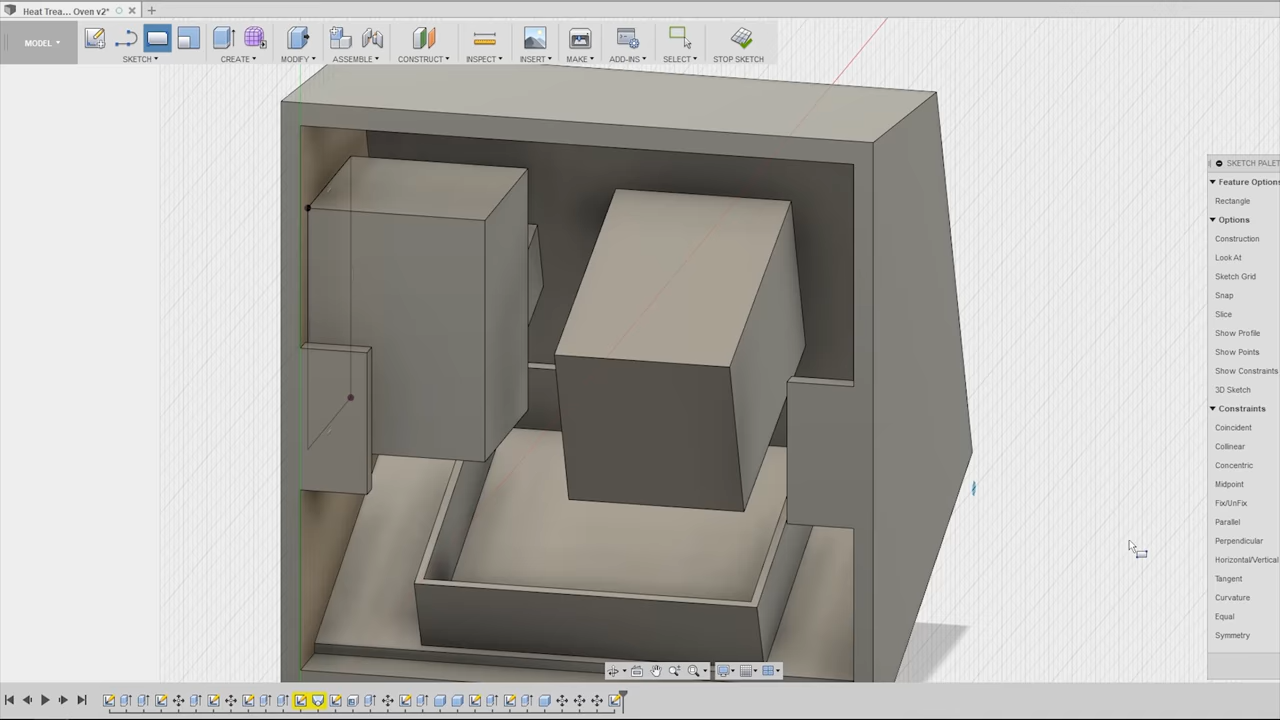 Heat Trea... Oven v2*
MODEL
SKETCH
CREATE
MODIFY
ASSEMBLE
CONSTRUCT
INSPECT
INSERT
MAKE
ADD-INS
SELECT
STOP SKETCH
SKETCH PALET
Feature Options
Rectangle
Options
Construction
Look At
Sketch Grid
Snap
Slice
Show Profile
Show Points
Show Constraints
3D Sketch
Constraints
Coincident
Collinear
Concentric
Midpoint
Fix/UnFix
Parallel
Perpendicular
Horizontal/Vertical
Tangent
Curvature
Equal
Symmetry